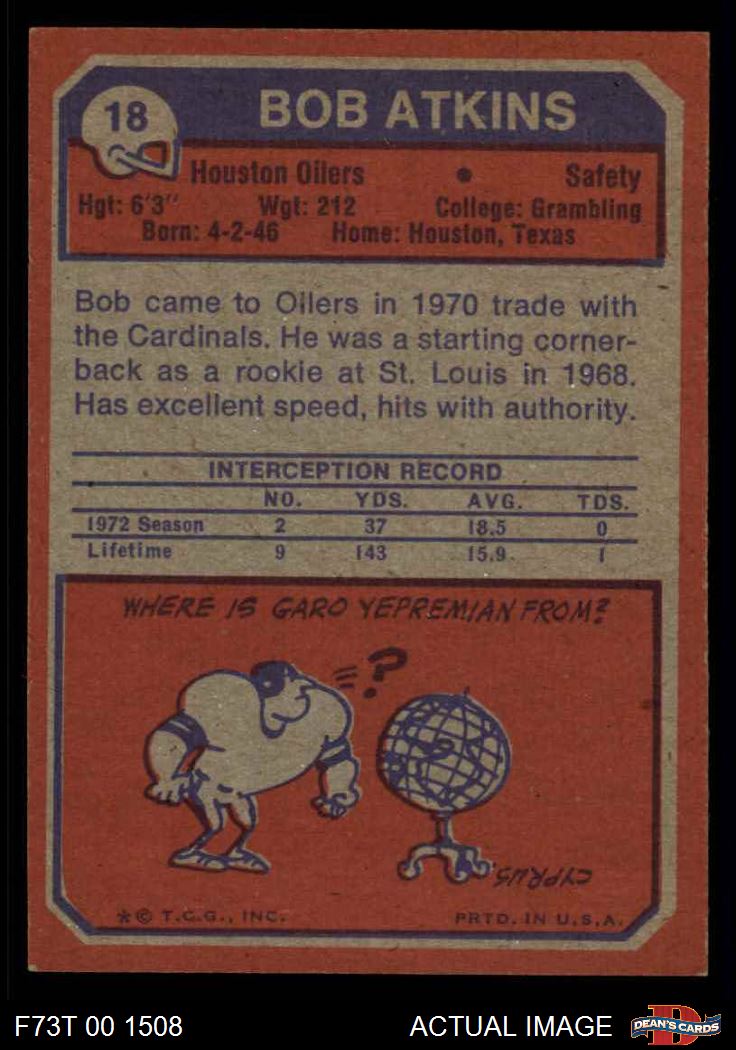 18
BOB ATKINS
Houston Oilers • Safety
Hgt: 6'3" Wgt: 212 College: Grambling
Born: 4-2-46 Home: Houston, Texas
Bob came to Oilers in 1970 trade with
the Cardinals. He was a starting corner-
back as a rookie at St. Louis in 1968.
Has excellent speed, hits with authority.
INTERCEPTION RECORD
NO. YDS. AVG. TDS.
1972 Season 2 37 18.5 0
Lifetime 9 143 15.9 1
WHERE IS GARO YEPREMIAN FROM?
?
CYPRUS.
*© T.C.G., INC. PRTD. IN U.S.A.
F73T 00 1508 ACTUAL IMAGE DEAN'S CARDS